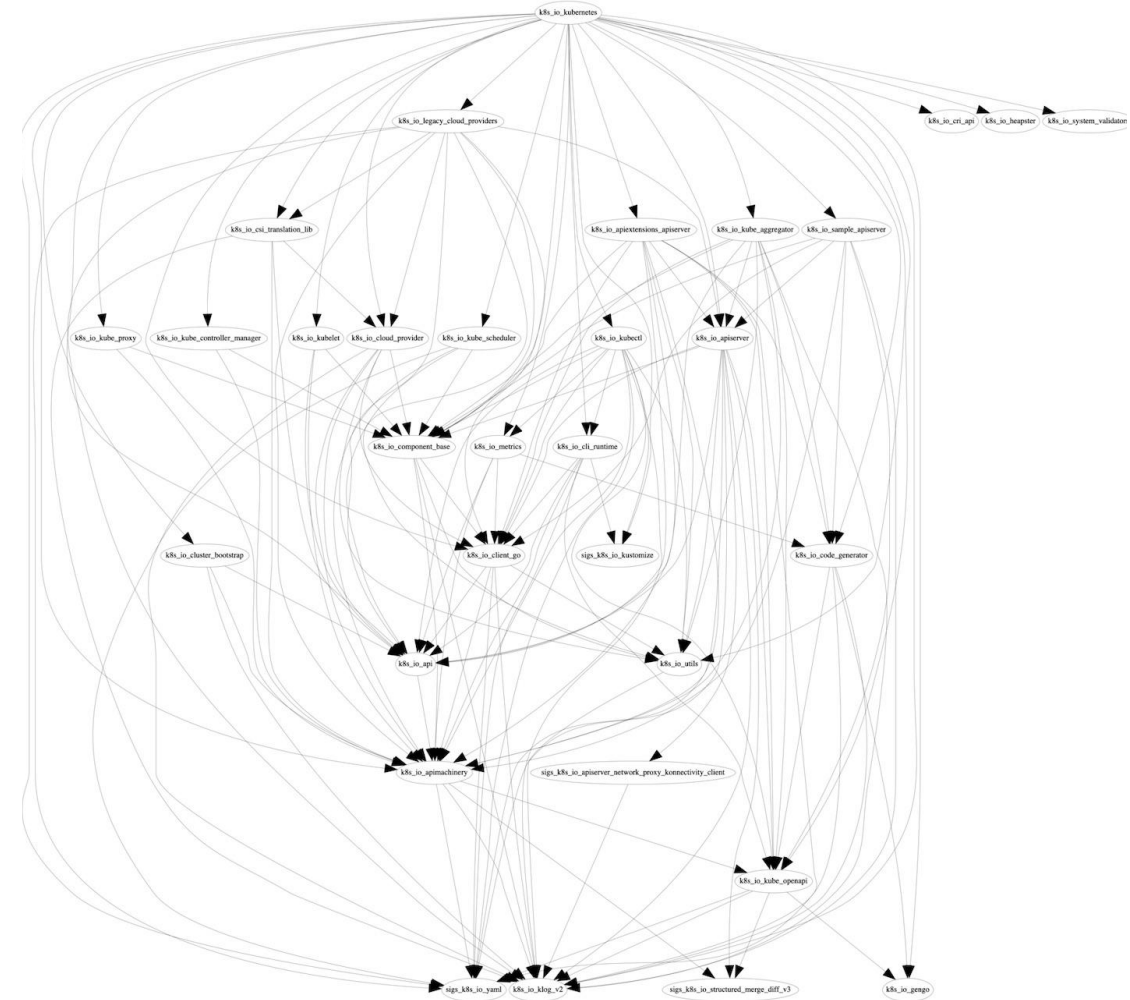 k8s_io_kubernetes
k8s_io_legacy_cloud_providers
k8s_io_cri_api
k8s_io_heapster
k8s_io_system_validators
k8s_io_csi_translation_lib
k8s_io_apiextensions_apiserver
k8s_io_kube_aggregator
k8s_io_sample_apiserver
k8s_io_kube_proxy
k8s_io_kube_controller_manager
k8s_io_kubelet
k8s_io_cloud_provider
k8s_io_kube_scheduler
k8s_io_kubectl
k8s_io_apiserver
k8s_io_component_base
k8s_io_metrics
k8s_io_cli_runtime
k8s_io_cluster_bootstrap
k8s_io_client_go
sigs_k8s_io_kustomize
k8s_io_code_generator
k8s_io_api
k8s_io_utils
k8s_io_apimachinery
sigs_k8s_io_apiserver_network_proxy_konnectivity_client
k8s_io_kube_openapi
sigs_k8s_io_yaml
k8s_io_klog_v2
sigs_k8s_io_structured_merge_diff_v3
k8s_io_gengo